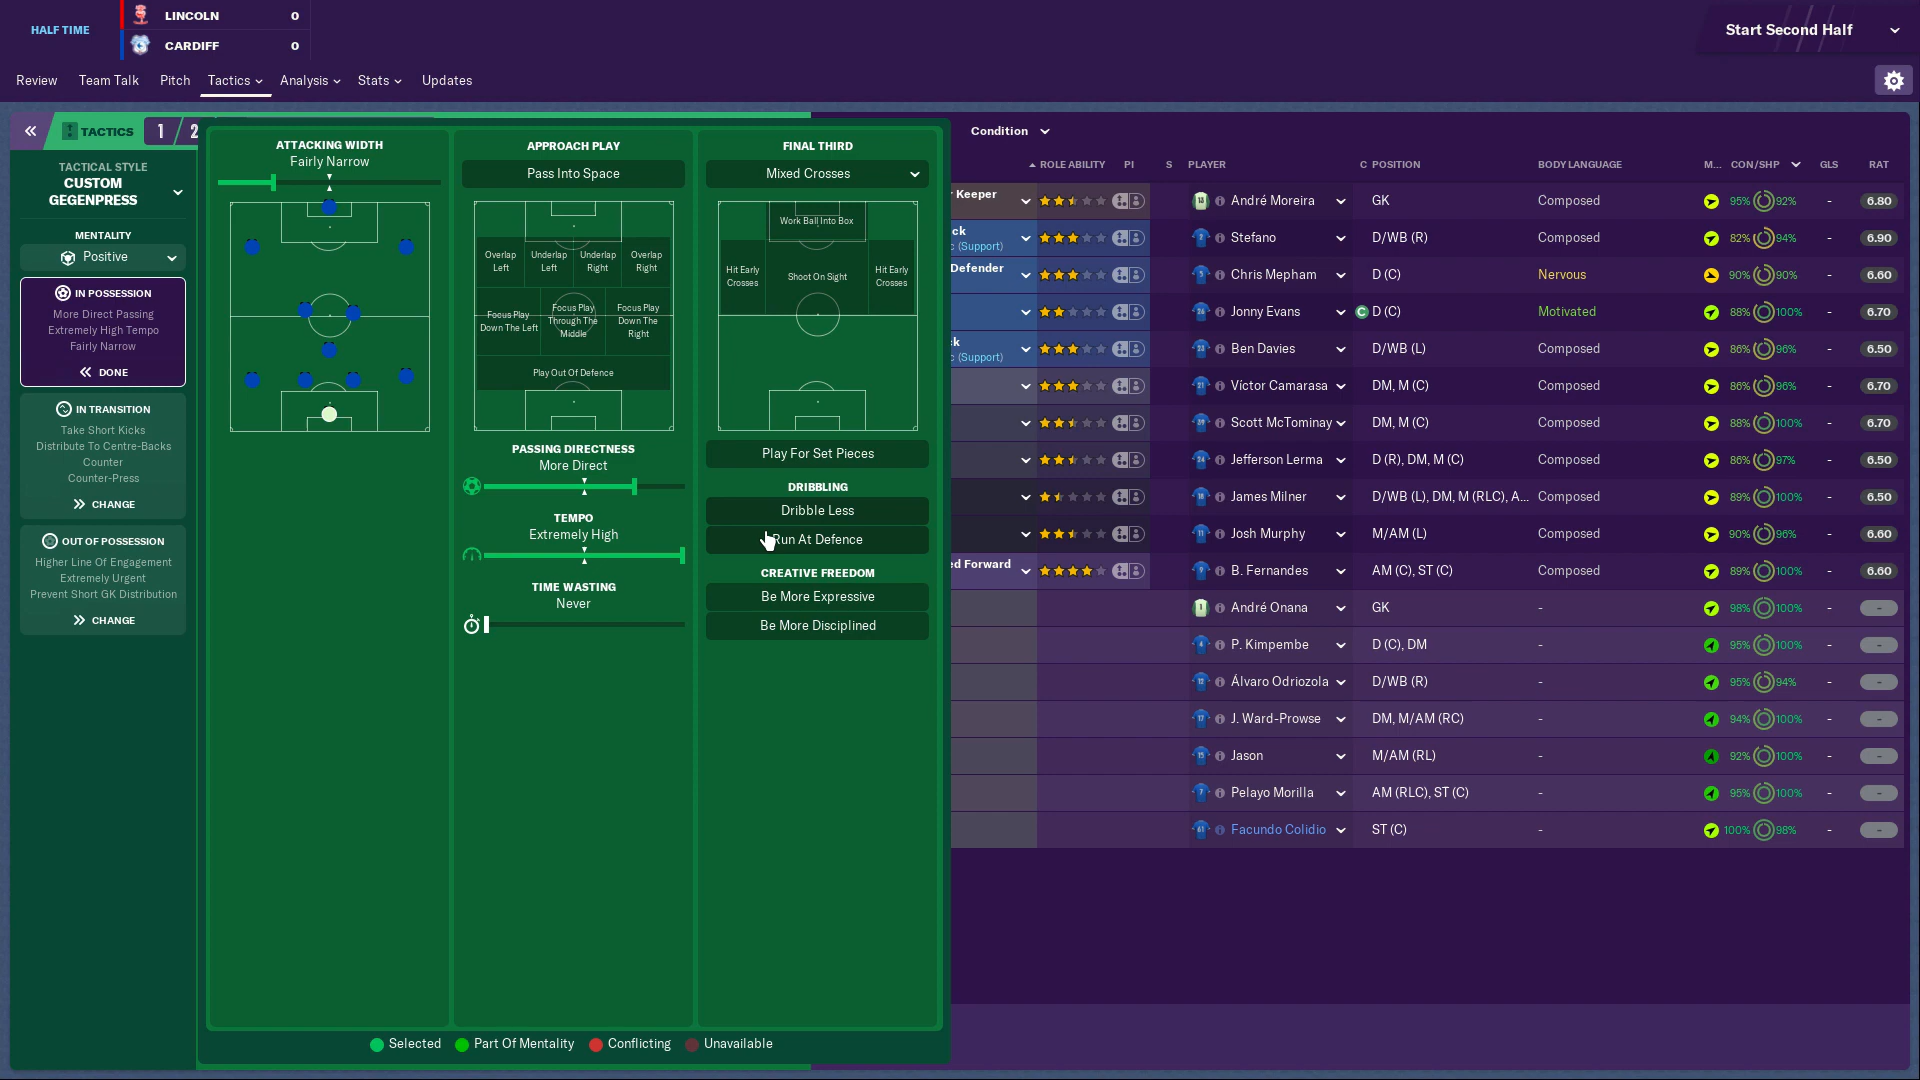 HALF TIME
LINCOLN 0
CARDIFF 0
Start Second Half
Review Team Talk Pitch Tactics Analysis Stats Updates
TACTICS 1 2
TACTICAL STYLE
CUSTOM
GEGENPRESS
MENTALITY
Positive
IN POSSESSION
More Direct Passing
Extremely High Tempo
Fairly Narrow
DONE
IN TRANSITION
Take Short Kicks
Distribute To Centre-Backs
Counter
Counter-Press
CHANGE
OUT OF POSSESSION
Higher Line Of Engagement
Extremely Urgent
Prevent Short GK Distribution
CHANGE
ATTACKING WIDTH
Fairly Narrow
APPROACH PLAY
Pass Into Space
Overlap Left
Underlap Left
Underlap Right
Overlap Right
Focus Play Down The Left
Focus Play Through The Middle
Focus Play Down The Right
Play Out Of Defence
PASSING DIRECTNESS
More Direct
TEMPO
Extremely High
TIME WASTING
Never
FINAL THIRD
Mixed Crosses
Work Ball Into Box
Hit Early Crosses
Shoot On Sight
Hit Early Crosses
Play For Set Pieces
DRIBBLING
Dribble Less
Run At Defence
CREATIVE FREEDOM
Be More Expressive
Be More Disciplined
Selected Part Of Mentality Conflicting Unavailable
Condition
ROLE ABILITY PI S PLAYER C POSITION BODY LANGUAGE M... CON/SHP GLS RAT
Keeper André Moreira GK Composed 95% 92% - 6.80
ck
(Support) Stefano D/WB (R) Composed 82% 94% - 6.90
Defender Chris Mepham D (C) Nervous 90% 90% - 6.60
Jonny Evans C D (C) Motivated 88% 100% - 6.70
(Support) Ben Davies D/WB (L) Composed 86% 96% - 6.50
Víctor Camarasa DM, M (C) Composed 86% 96% - 6.70
Scott McTominay DM, M (C) Composed 88% 100% - 6.70
Jefferson Lerma D (R), DM, M (C) Composed 86% 97% - 6.50
James Milner D/WB (L), DM, M (RLC), A... Composed 89% 100% - 6.50
Josh Murphy M/AM (L) Composed 90% 96% - 6.60
ed Forward B. Fernandes AM (C), ST (C) Composed 89% 100% - 6.60
André Onana GK - 98% 100% - -
P. Kimpembe D (C), DM - 95% 100% - -
Álvaro Odriozola D/WB (R) - 95% 94% - -
J. Ward-Prowse DM, M/AM (RC) - 94% 100% - -
Jason M/AM (RL) - 92% 100% - -
Pelayo Morilla AM (RLC), ST (C) - 95% 100% - -
Facundo Colidio ST (C) - 100% 98% - -